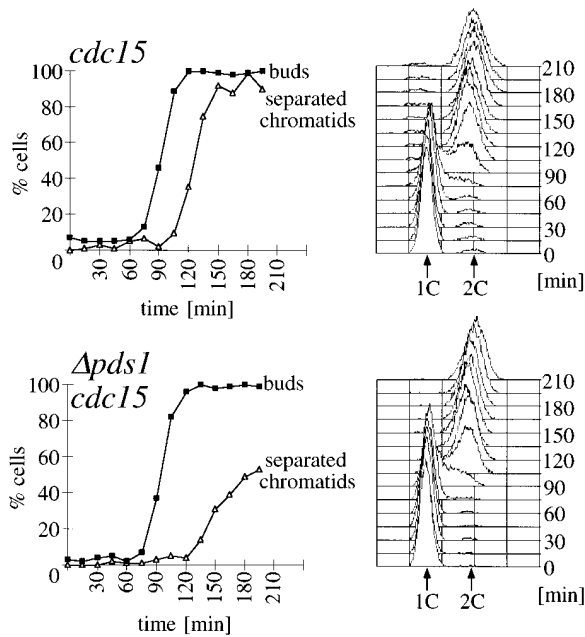 cdc15
% cells
100
80
60
40
20
0
30
60
90
120
150
180
210
time [min]
buds
separated
chromatids
210
180
150
120
90
60
30
0
[min]
1C
2C
Δpds1
cdc15
% cells
100
80
60
40
20
0
30
60
90
120
150
180
210
time [min]
buds
separated
chromatids
210
180
150
120
90
60
30
0
[min]
1C
2C